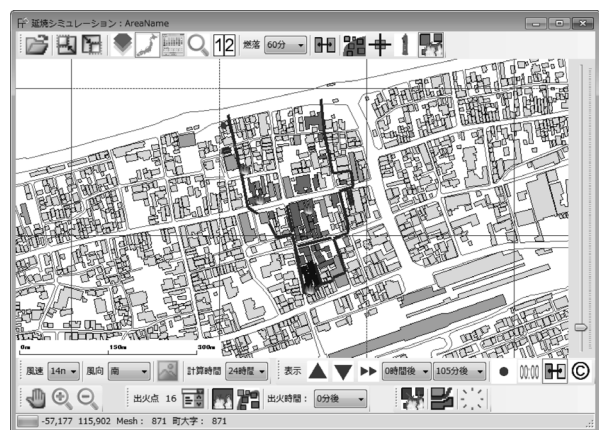 延焼シミュレーション：AreaName
12 燃落 60分
0m 150m 300m
風速 14n 風向 南 計算時間 24時間 表示 0時間後 105分後 00:00 ©
出火点 16 出火時間： 0分後
-57,177 115,902 Mesh： 871 町大字： 871